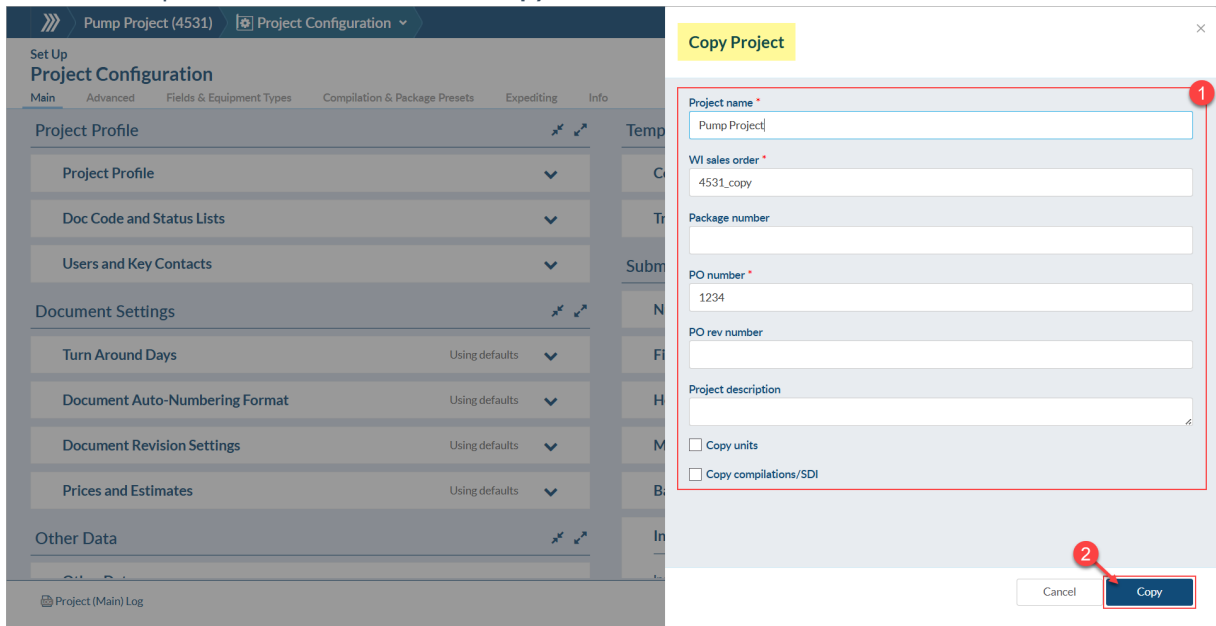 Pump Project (4531)
Project Configuration
Set Up
Project Configuration
Main
Advanced
Fields & Equipment Types
Compilation & Package Presets
Expediting
Info
Project Profile
Project Profile
Doc Code and Status Lists
Users and Key Contacts
Document Settings
Turn Around Days
Using defaults
Document Auto-Numbering Format
Using defaults
Document Revision Settings
Using defaults
Prices and Estimates
Using defaults
Other Data
Project (Main) Log
Copy Project
1
Project name *
Pump Project
WI sales order *
4531_copy
Package number
PO number *
1234
PO rev number
Project description
Copy units
Copy compilations/SDI
2
Cancel
Copy